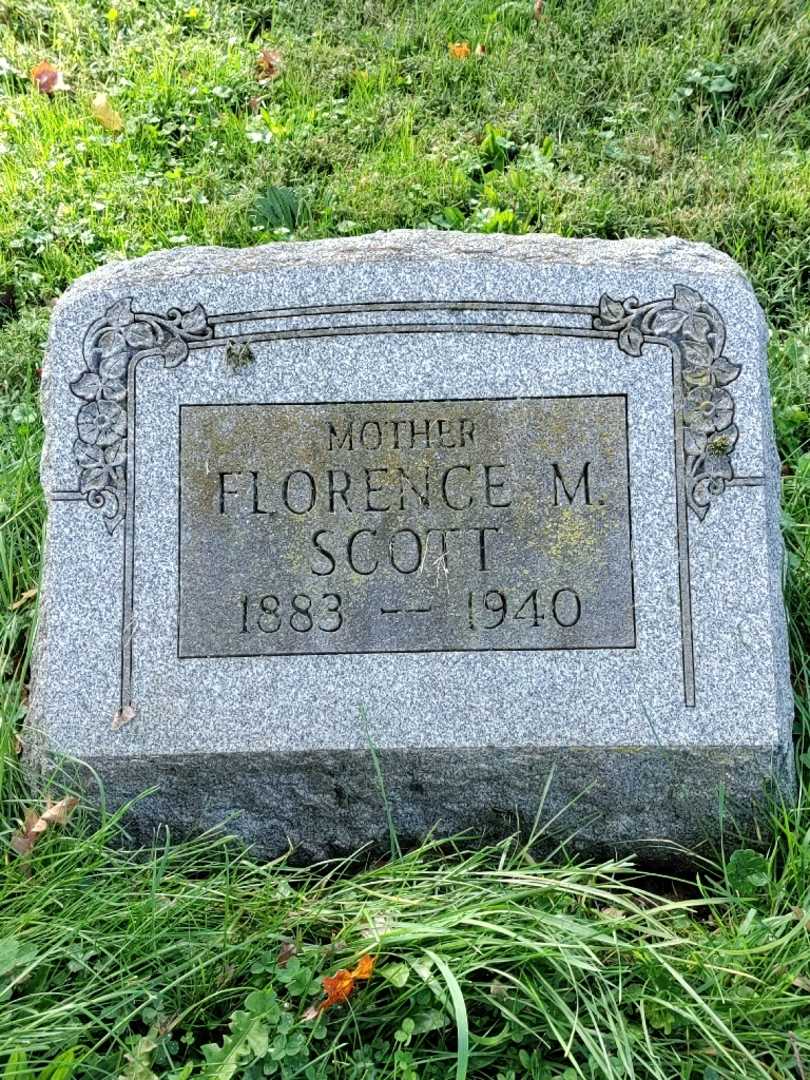 MOTHER
FLORENCE M.
SCOTT
1883 -- 1940